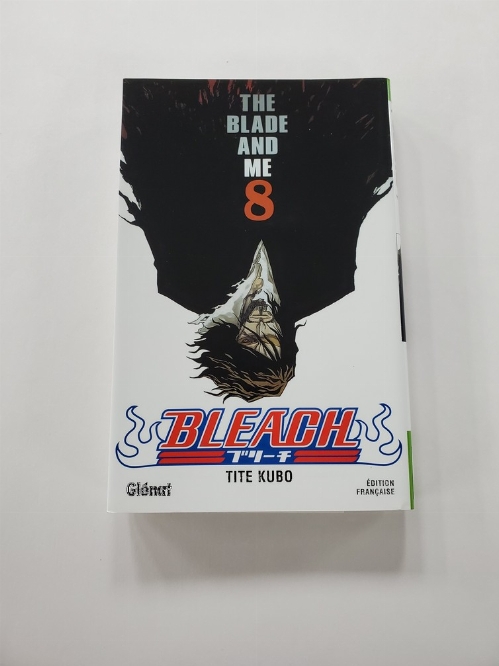 THE
BLADE
AND
ME
8
BLEACH
ブリーチ
TITE KUBO
Glénat
ÉDITION
FRANÇAISE